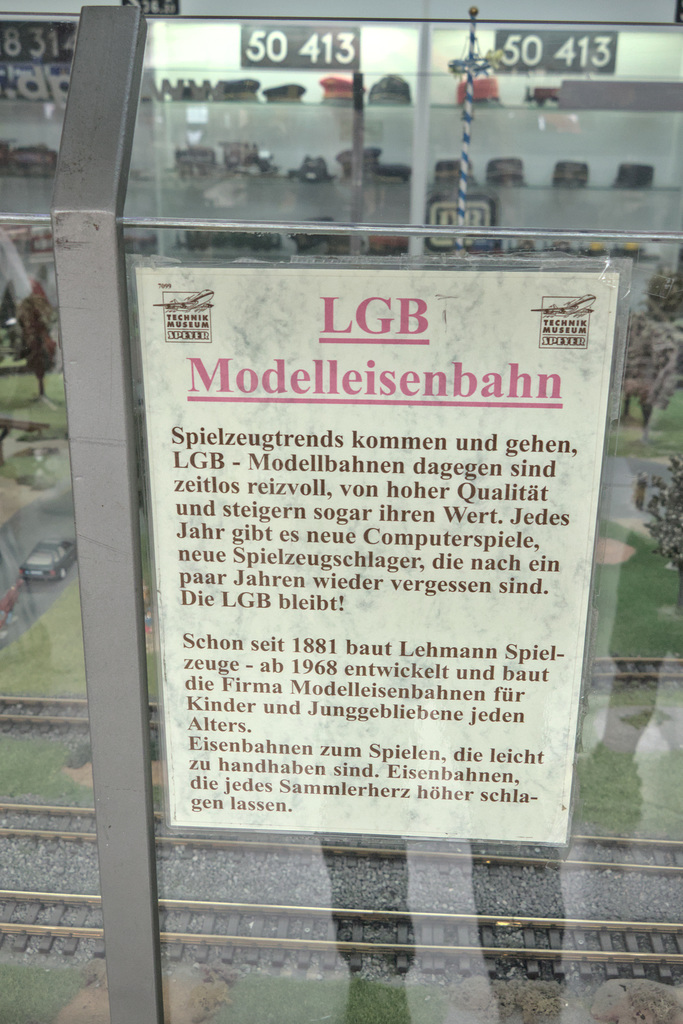 50 413
50 413
8 314
7099
TECHNIK
MUSEUM
SPEYER
TECHNIK
MUSEUM
SPEYER
LGB
Modelleisenbahn
Spielzeugtrends kommen und gehen,
LGB - Modellbahnen dagegen sind
zeitlos reizvoll, von hoher Qualität
und steigern sogar ihren Wert. Jedes
Jahr gibt es neue Computerspiele,
neue Spielzeugschlager, die nach ein
paar Jahren wieder vergessen sind.
Die LGB bleibt!
Schon seit 1881 baut Lehmann Spiel-
zeuge - ab 1968 entwickelt und baut
die Firma Modelleisenbahnen für
Kinder und Junggebliebene jeden
Alters.
Eisenbahnen zum Spielen, die leicht
zu handhaben sind. Eisenbahnen,
die jedes Sammlerherz höher schla-
gen lassen.